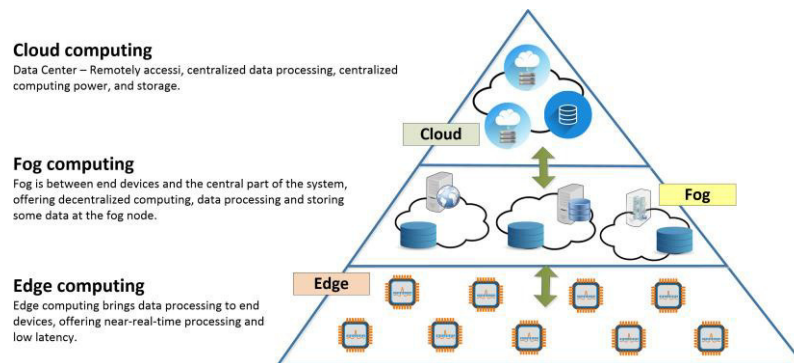 Cloud computing
Data Center – Remotely accessi, centralized data processing, centralized
computing power, and storage.
Cloud
Fog computing
Fog is between end devices and the central part of the system,
offering decentralized computing, data processing and storing
some data at the fog node.
Fog
Edge computing
Edge computing brings data processing to end
devices, offering near-real-time processing and
low latency.
Edge